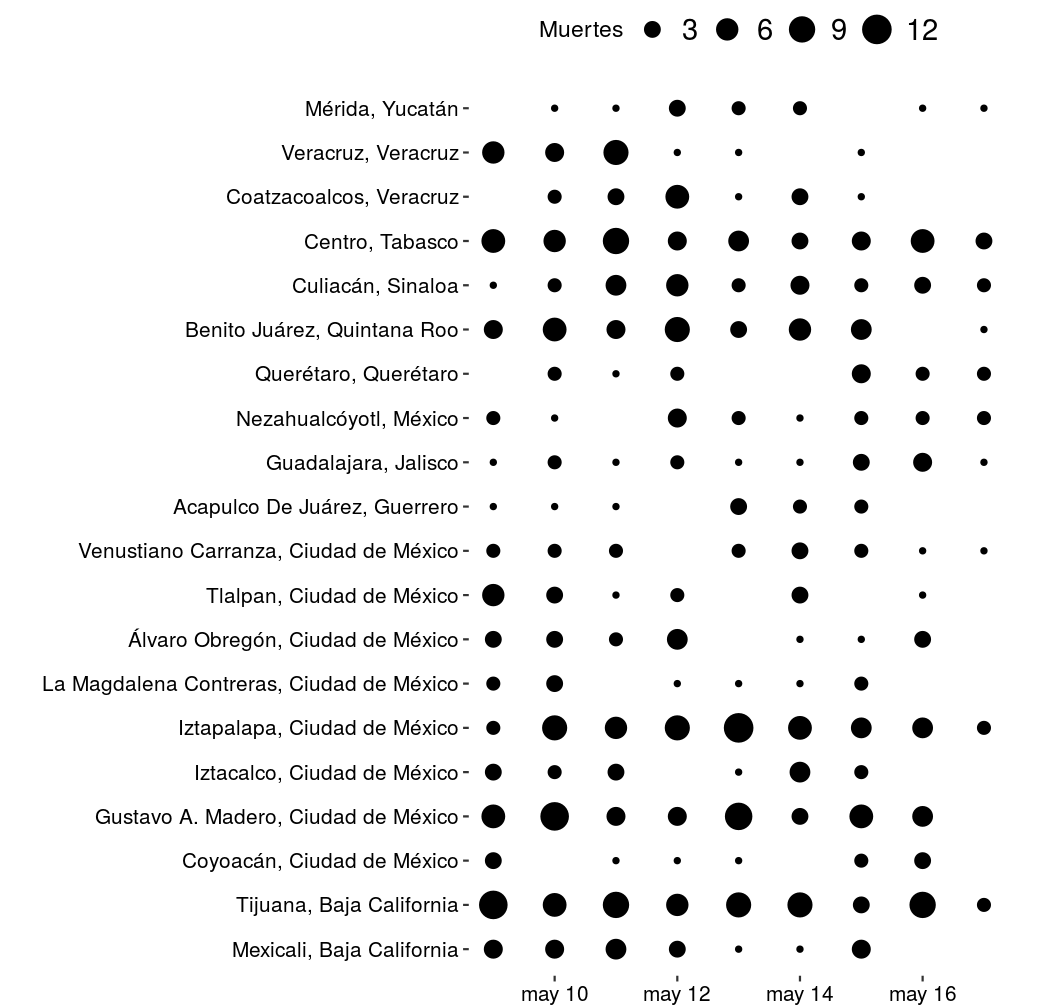 Muertes 3 6 9 12
Mérida, Yucatán
Veracruz, Veracruz
Coatzacoalcos, Veracruz
Centro, Tabasco
Culiacán, Sinaloa
Benito Juárez, Quintana Roo
Querétaro, Querétaro
Nezahualcóyotl, México
Guadalajara, Jalisco
Acapulco De Juárez, Guerrero
Venustiano Carranza, Ciudad de México
Tlalpan, Ciudad de México
Álvaro Obregón, Ciudad de México
La Magdalena Contreras, Ciudad de México
Iztapalapa, Ciudad de México
Iztacalco, Ciudad de México
Gustavo A. Madero, Ciudad de México
Coyoacán, Ciudad de México
Tijuana, Baja California
Mexicali, Baja California
may 10 may 12 may 14 may 16